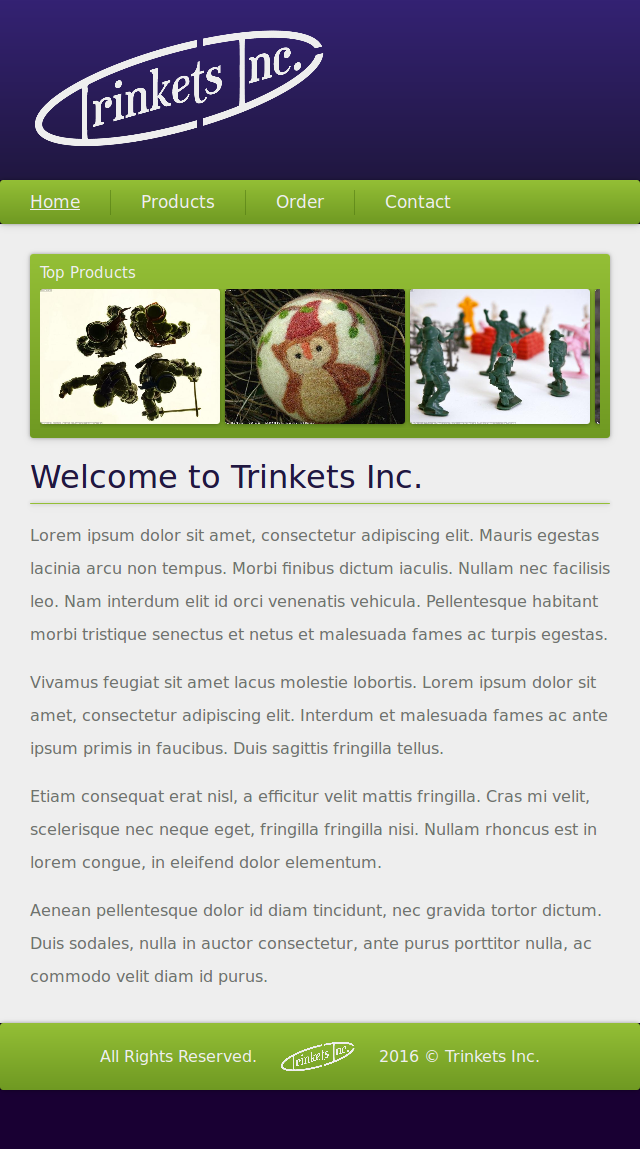 Trinkets Inc.
Home
Products
Order
Contact
Top Products
Welcome to Trinkets Inc.
Lorem ipsum dolor sit amet, consectetur adipiscing elit. Mauris egestas
lacinia arcu non tempus. Morbi finibus dictum iaculis. Nullam nec facilisis
leo. Nam interdum elit id orci venenatis vehicula. Pellentesque habitant
morbi tristique senectus et netus et malesuada fames ac turpis egestas.
Vivamus feugiat sit amet lacus molestie lobortis. Lorem ipsum dolor sit
amet, consectetur adipiscing elit. Interdum et malesuada fames ac ante
ipsum primis in faucibus. Duis sagittis fringilla tellus.
Etiam consequat erat nisl, a efficitur velit mattis fringilla. Cras mi velit,
scelerisque nec neque eget, fringilla fringilla nisi. Nullam rhoncus est in
lorem congue, in eleifend dolor elementum.
Aenean pellentesque dolor id diam tincidunt, nec gravida tortor dictum.
Duis sodales, nulla in auctor consectetur, ante purus porttitor nulla, ac
commodo velit diam id purus.
All Rights Reserved.
Trinkets Inc.
2016 © Trinkets Inc.